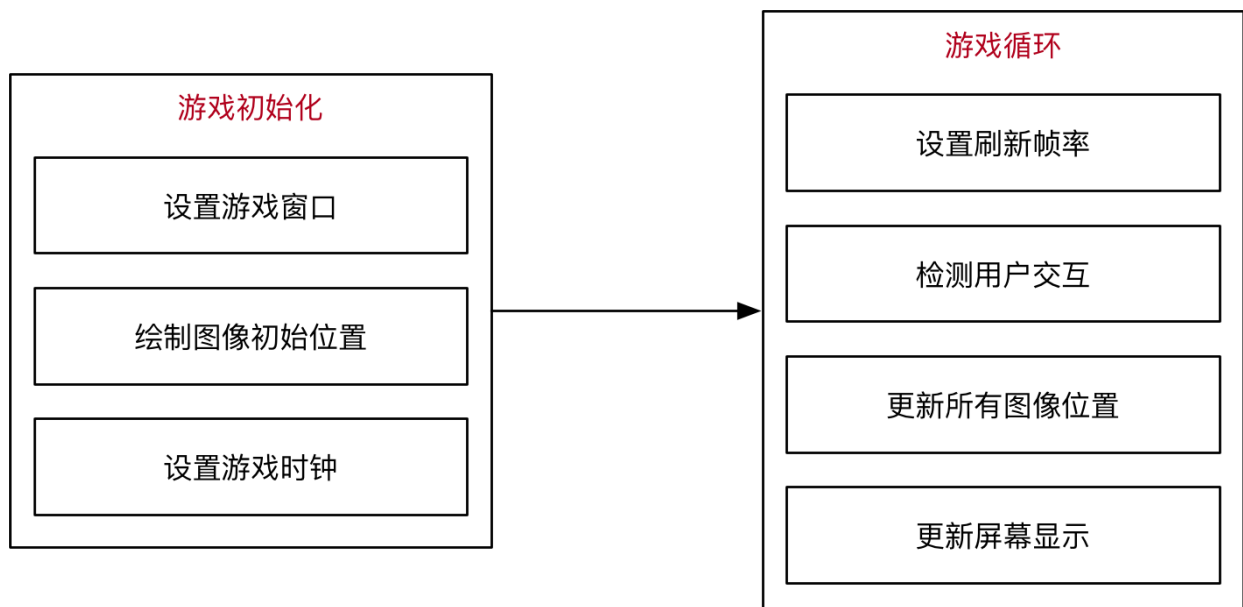 游戏初始化
设置游戏窗口
绘制图像初始位置
设置游戏时钟
游戏循环
设置刷新帧率
检测用户交互
更新所有图像位置
更新屏幕显示